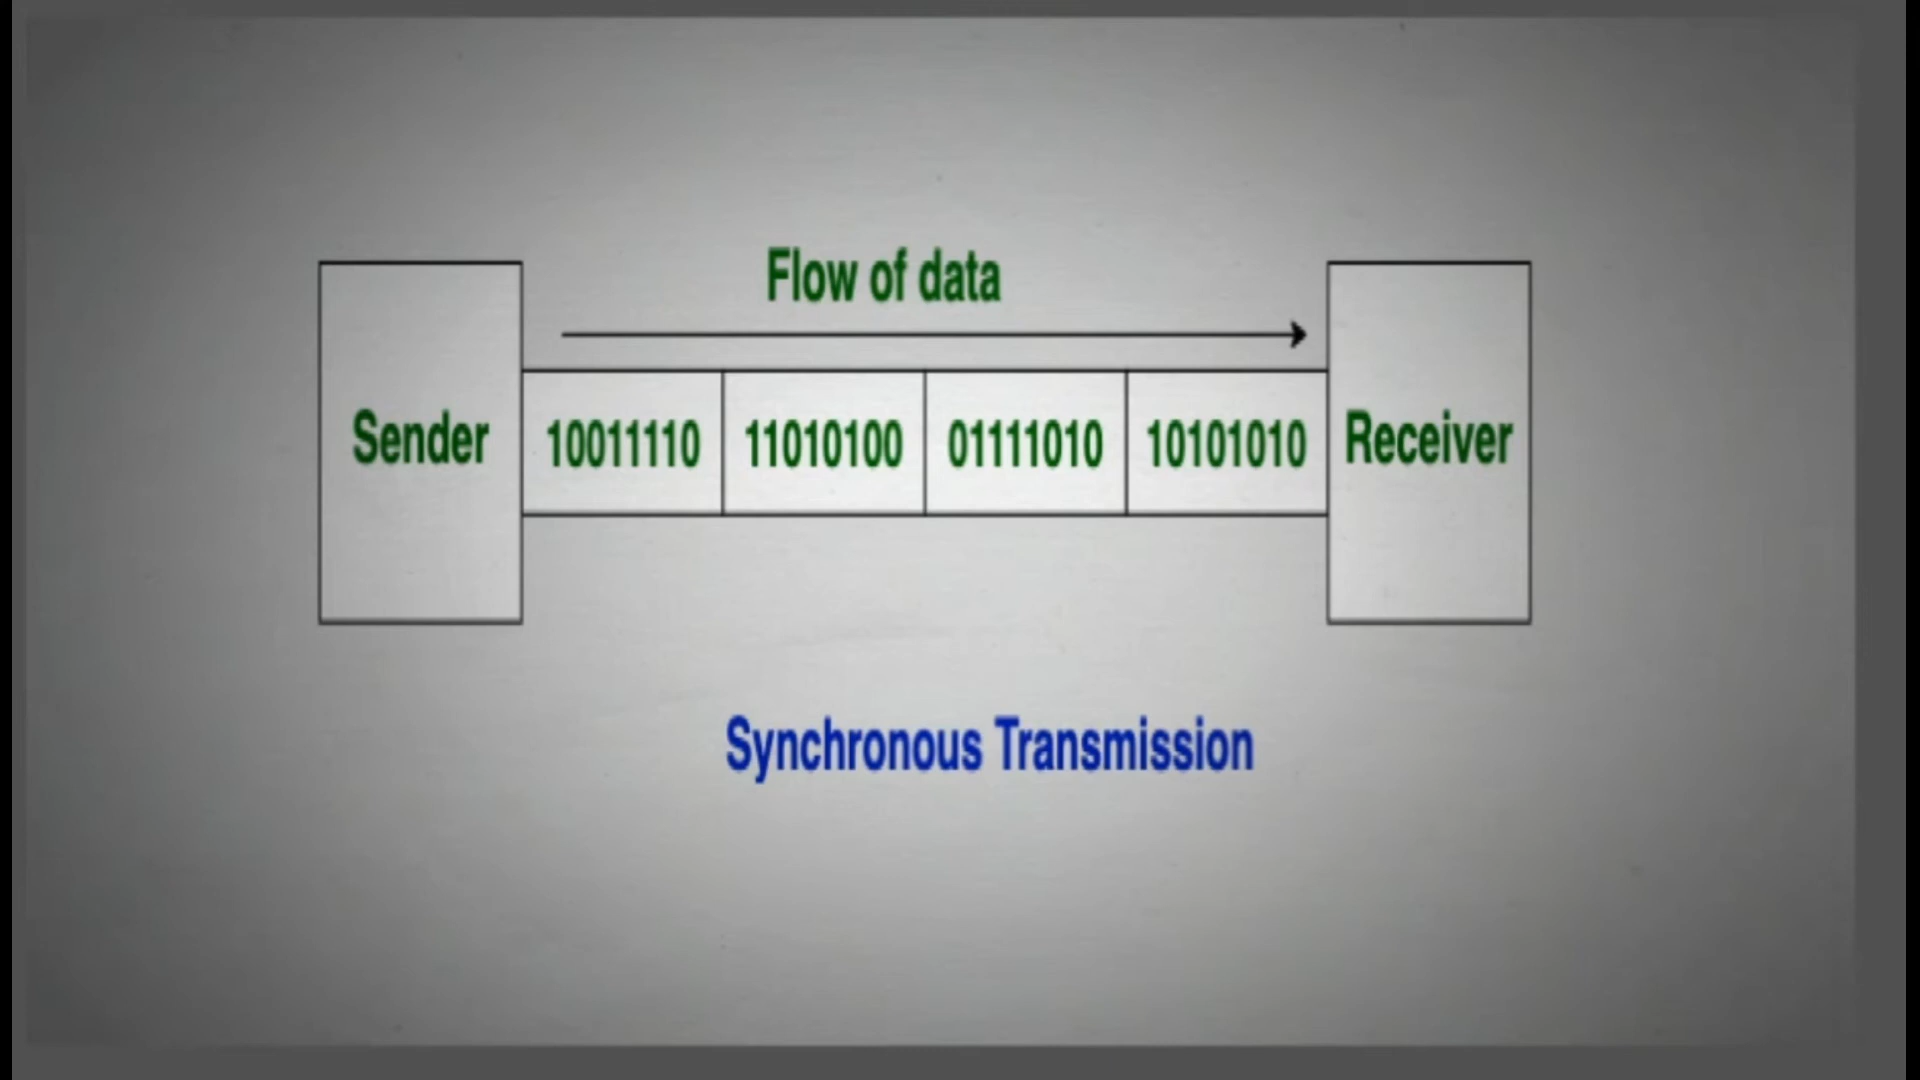 Flow of data
Sender 10011110 11010100 01111010 10101010 Receiver
Synchronous Transmission